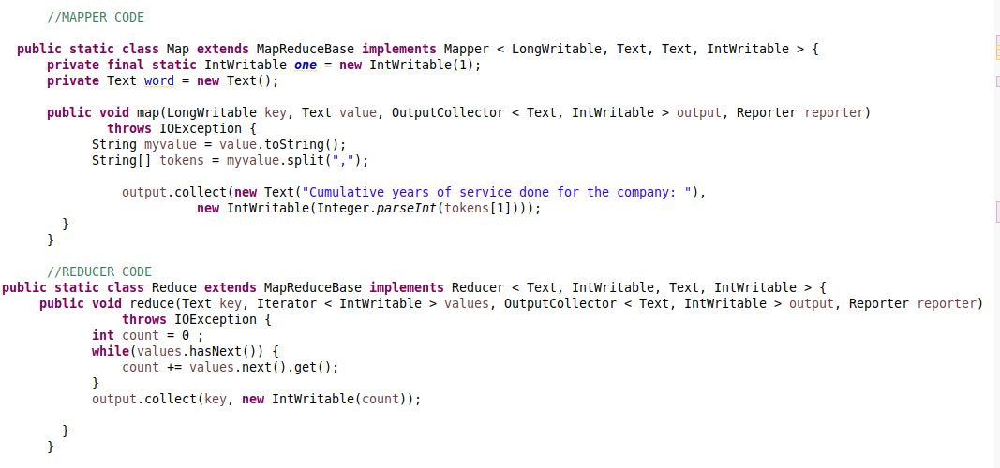 //MAPPER CODE
public static class Map extends MapReduceBase implements Mapper < LongWritable, Text, Text, IntWritable > {
private final static IntWritable one = new IntWritable(1);
private Text word = new Text();
public void map(LongWritable key, Text value, OutputCollector < Text, IntWritable > output, Reporter reporter)
throws IOException {
String myvalue = value.toString();
String[] tokens = myvalue.split(",");
output.collect(new Text("Cumulative years of service done for the company: "),
new IntWritable(Integer.parseInt(tokens[1])));
}
}
//REDUCER CODE
public static class Reduce extends MapReduceBase implements Reducer < Text, IntWritable, Text, IntWritable > {
public void reduce(Text key, Iterator < IntWritable > values, OutputCollector < Text, IntWritable > output, Reporter reporter)
throws IOException {
int count = 0 ;
while(values.hasNext()) {
count += values.next().get();
}
output.collect(key, new IntWritable(count));
}
}